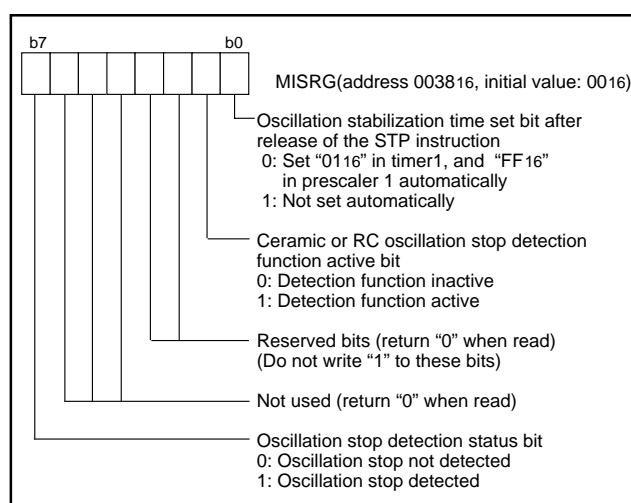 b7 b0
MISRG(address 003816, initial value: 0016)
Oscillation stabilization time set bit after
release of the STP instruction
0: Set “0116” in timer1, and “FF16”
in prescaler 1 automatically
1: Not set automatically
Ceramic or RC oscillation stop detection
function active bit
0: Detection function inactive
1: Detection function active
Reserved bits (return “0” when read)
(Do not write “1” to these bits)
Not used (return “0” when read)
Oscillation stop detection status bit
0: Oscillation stop not detected
1: Oscillation stop detected